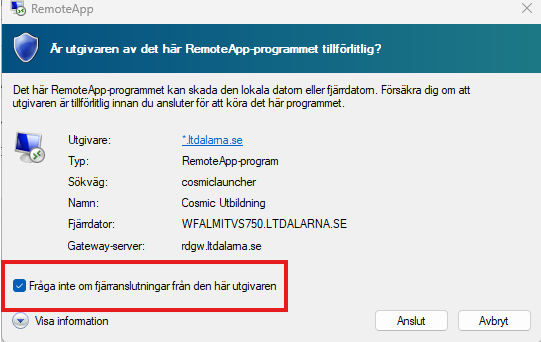 RemoteApp
Är utgivaren av det här RemoteApp-programmet tillförlitlig?
Det här RemoteApp-programmet kan skada den lokala datorn eller fjärrdatorn. Försäkra dig om att
utgivaren är tillförlitlig innan du ansluter för att köra det här programmet.
Utgivare: *.ltdalarna.se
Typ: RemoteApp-program
Sökväg: cosmiclauncher
Namn: Cosmic Utbildning
Fjärrdator: WFALMITVS750.LTDALARNA.SE
Gateway-server: rdgw.ltdalarna.se
Fråga inte om fjärranslutningar från den här utgivaren
Visa information
Anslut
Avbryt